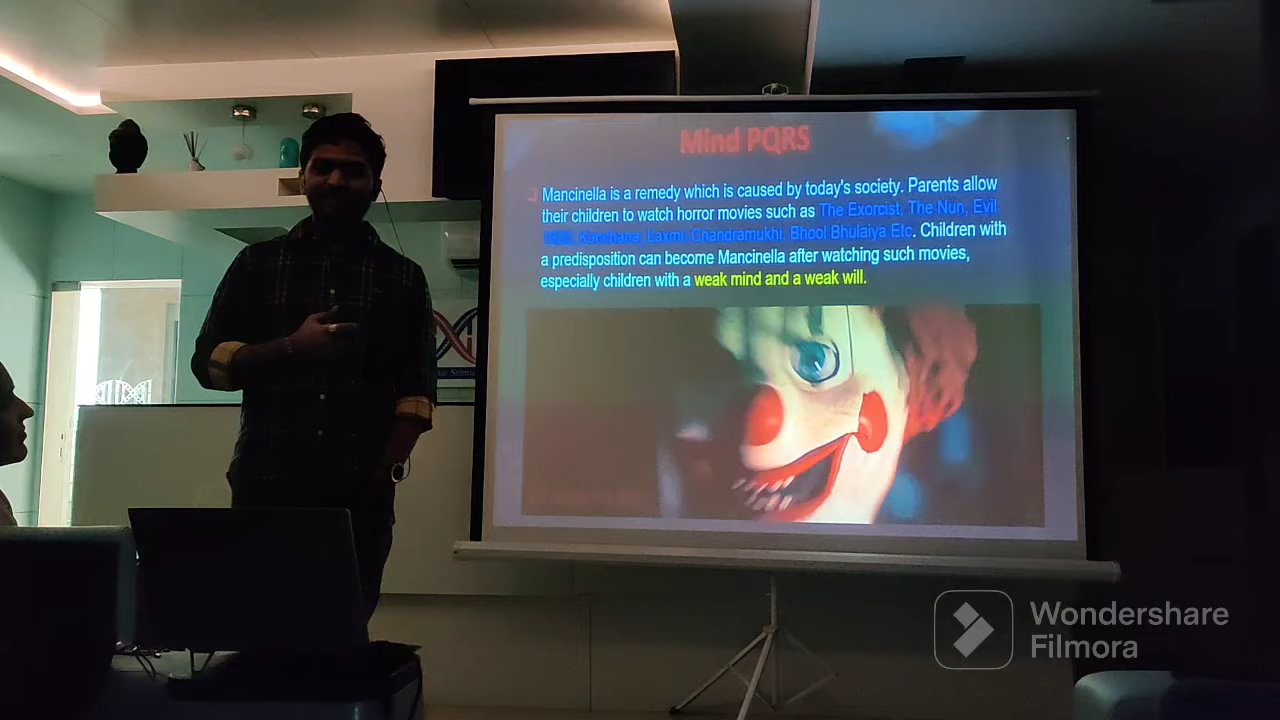 Mind PQRS
Mancinella is a remedy which is caused by today's society. Parents allow
their children to watch horror movies such as The Exorcist, The Nun, Evil
Kanchana, Laxmi, Chandramukhi, Bhool Bhulaiya Etc. Children with
a predisposition can become Mancinella after watching such movies,
especially children with a weak mind and a weak will.
Wondershare
Filmora